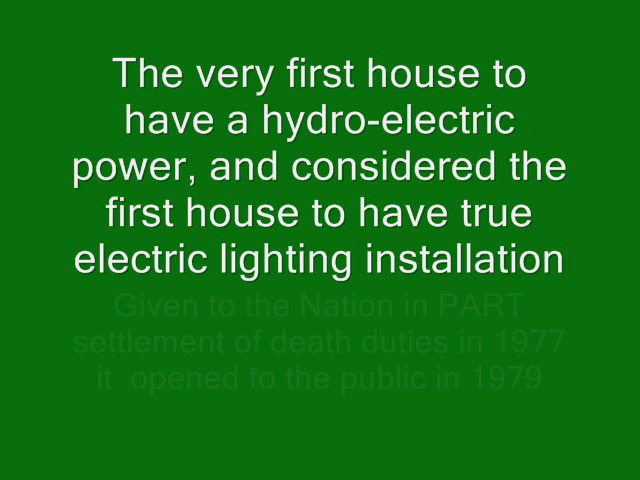 The very first house to
have a hydro-electric
power, and considered the
first house to have true
electric lighting installation
Given to the Nation in PART
settlement of death duties in 1977
it opened to the public in 1979